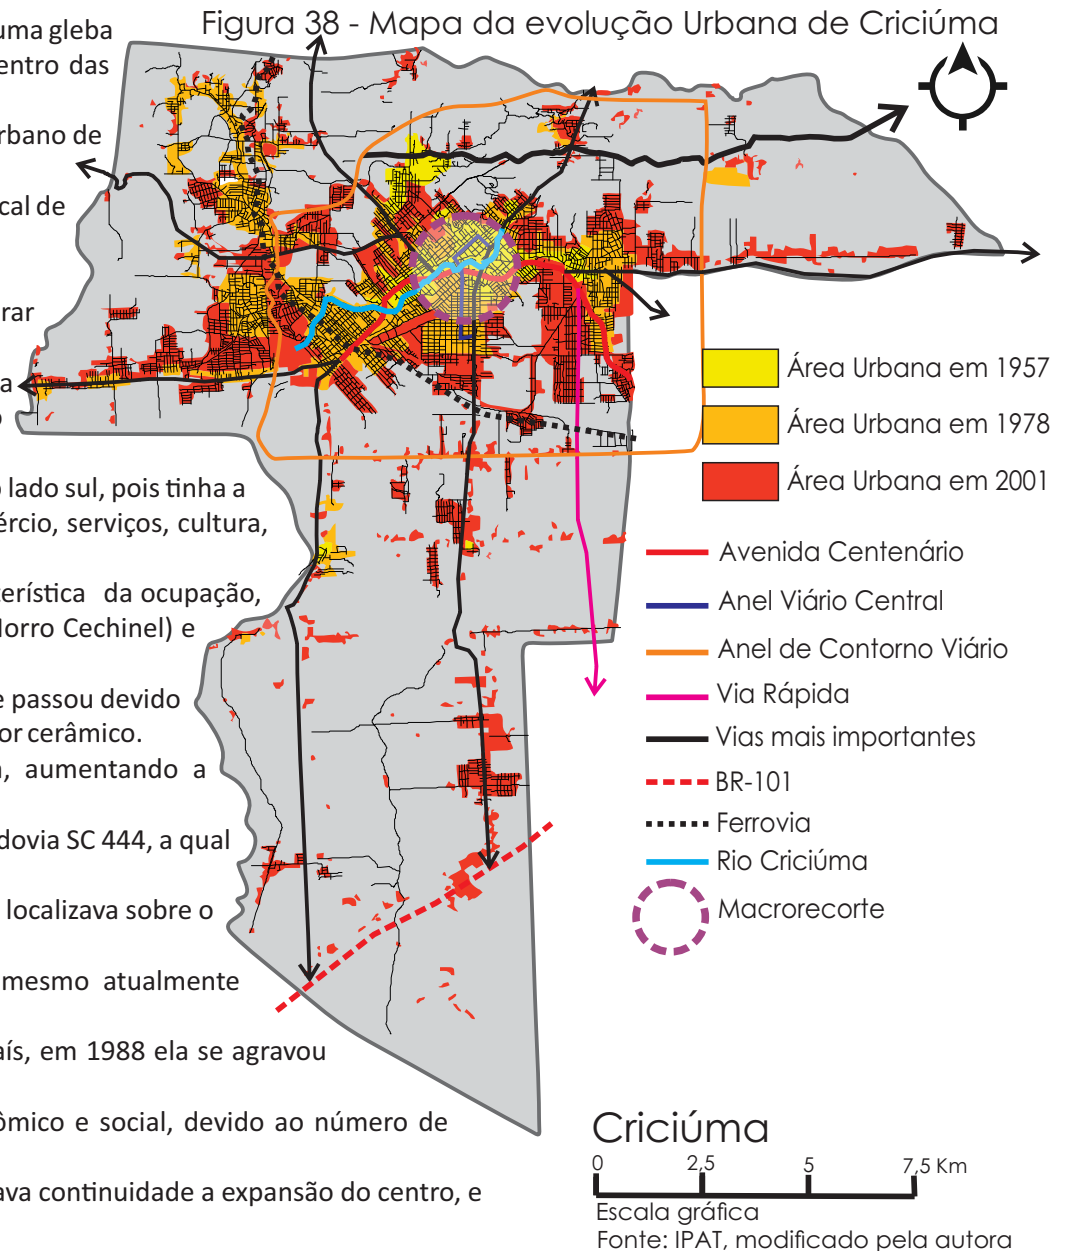 Figura 38 - Mapa da evolução Urbana de Criciúma
uma gleba
entro das
rbano de
cal de
rar
a
o
o lado sul, pois tinha a
ércio, serviços, cultura,
terística da ocupação,
Morro Cechinel) e
e passou devido
or cerâmico.
a, aumentando a
dovia SC 444, a qual
localizava sobre o
mesmo atualmente
aís, em 1988 ela se agravou
ômico e social, devido ao número de
ava continuidade a expansão do centro, e
Área Urbana em 1957
Área Urbana em 1978
Área Urbana em 2001
Avenida Centenário
Anel Viário Central
Anel de Contorno Viário
Via Rápida
Vias mais importantes
BR-101
Ferrovia
Rio Criciúma
Macrorecorte
Criciúma
0 2,5 5 7,5 Km
Escala gráfica
Fonte: IPAT, modificado pela autora